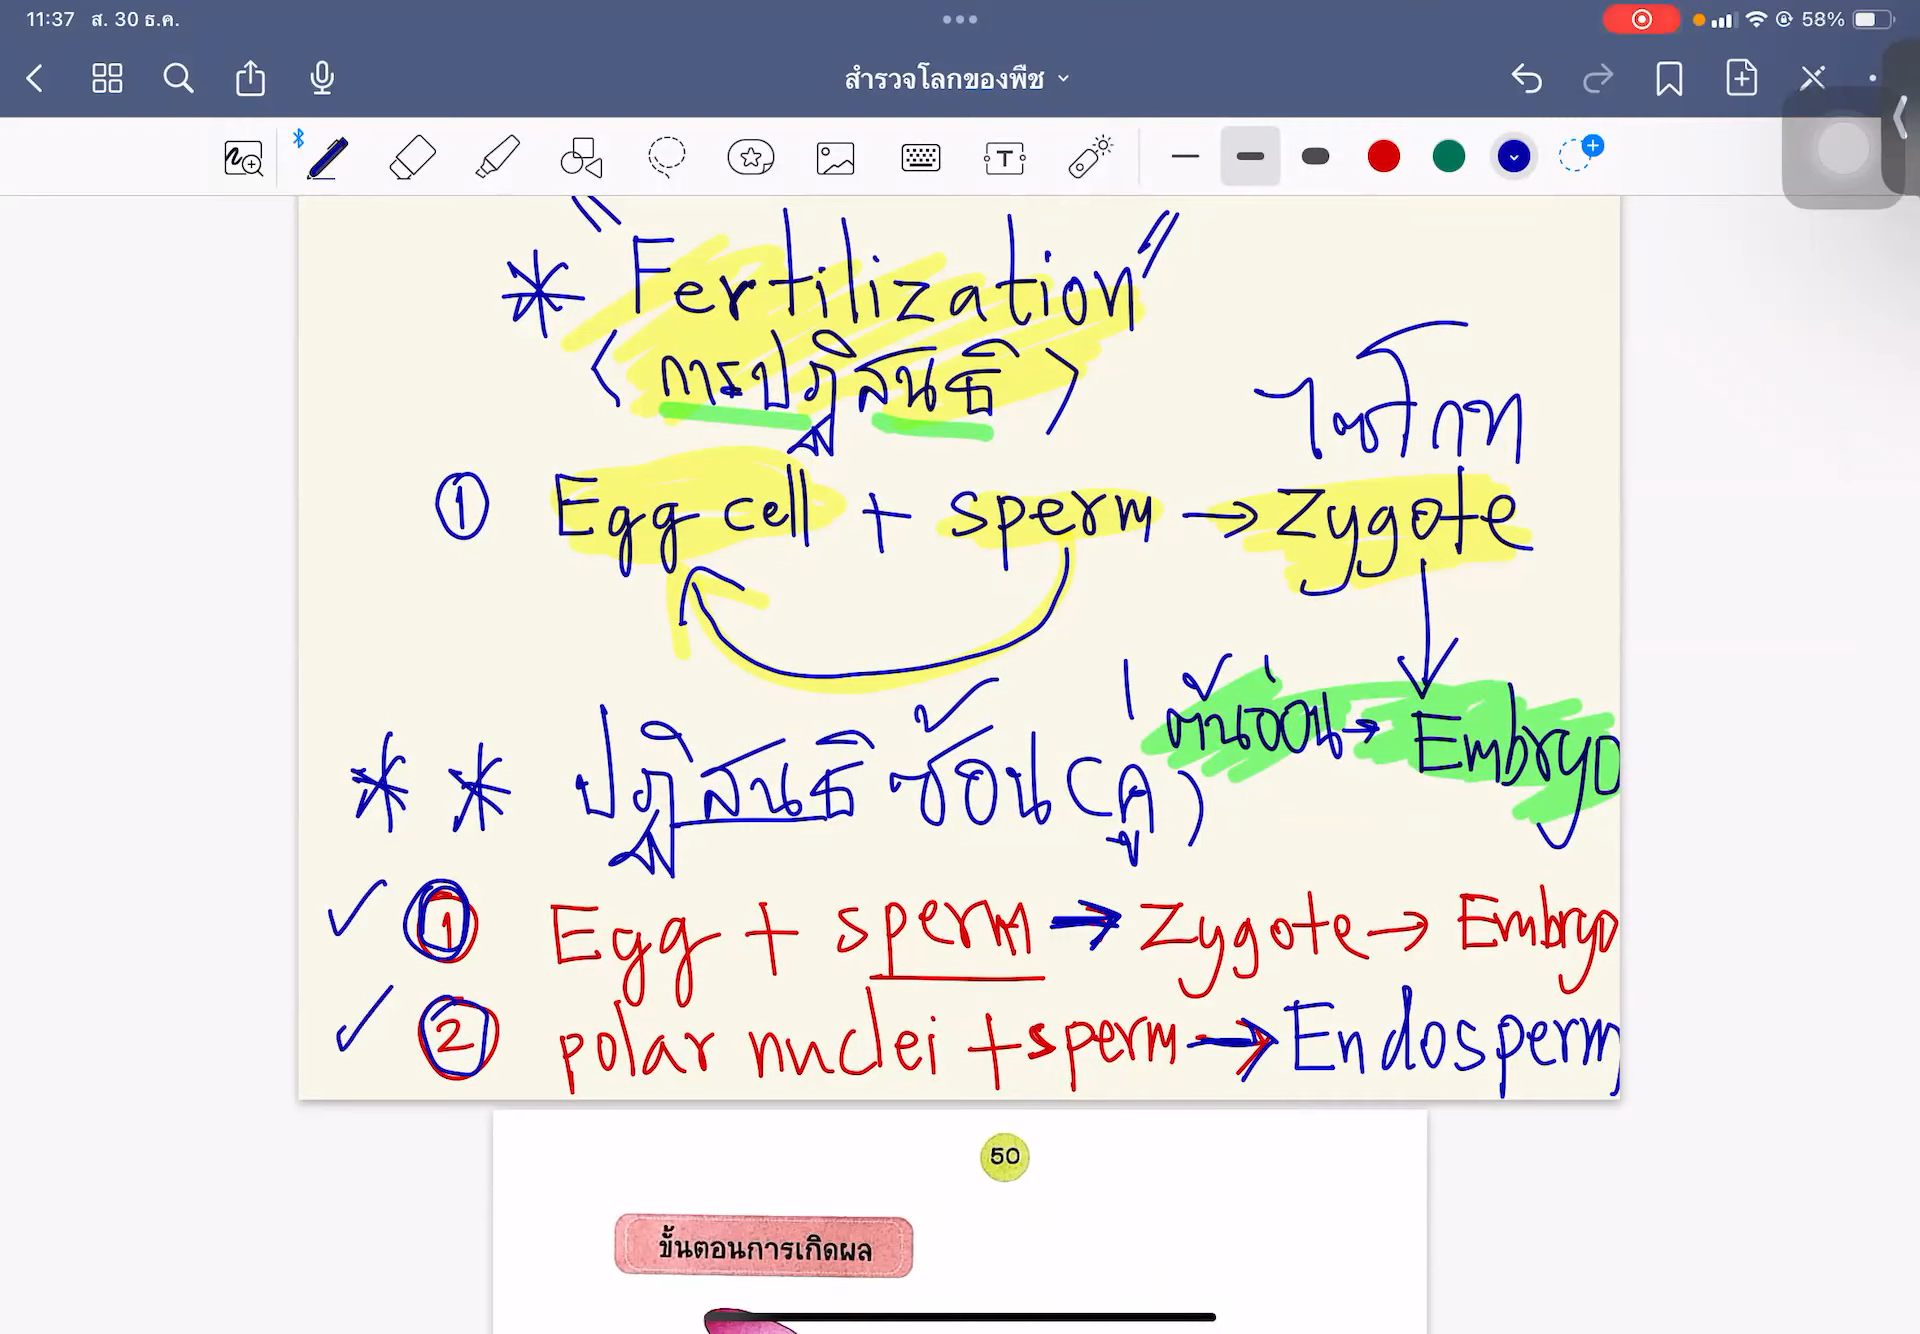 11:37 ส. 30 ธ.ค.
58%
สำรวจโลกของพืช
"Fertilization"
<การปฏิสนธิ>
ไซโกท
① Egg cell + sperm → Zygote
ต้นอ่อน → Embryo
** ปฏิสนธิซ้อน (คู่)
✓ ① Egg + sperm → Zygote → Embryo
✓ ② polar nuclei + sperm → Endosperm
50
ขั้นตอนการเกิดผล